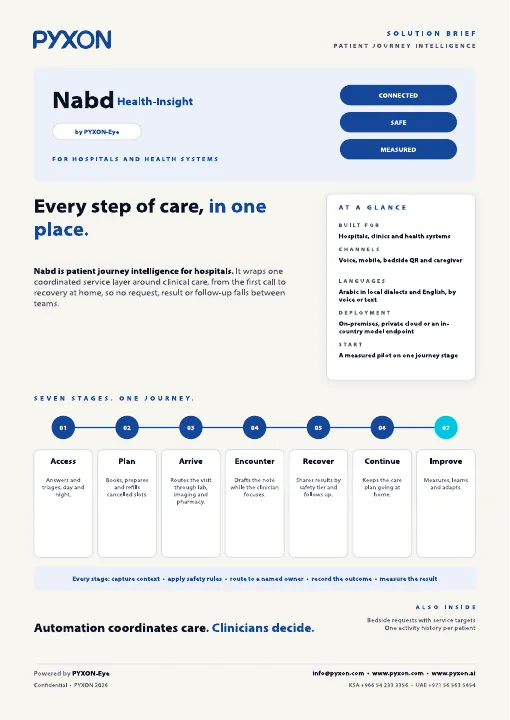 PYXON
SOLUTION BRIEF
PATIENT JOURNEY INTELLIGENCE
Nabd Health-Insight
by PYXON-Eye
FOR HOSPITALS AND HEALTH SYSTEMS
CONNECTED
SAFE
MEASURED
Every step of care, in one
place.
Nabd is patient journey intelligence for hospitals. It wraps one
coordinated service layer around clinical care, from the first call to
recovery at home, so no request, result or follow-up falls between
teams.
AT A GLANCE
BUILT FOR
Hospitals, clinics and health systems
CHANNELS
Voice, mobile, bedside QR and caregiver
LANGUAGES
Arabic in local dialects and English, by
voice or text
DEPLOYMENT
On-premises, private cloud or an in-
country model endpoint
START
A measured pilot on one journey stage
SEVEN STAGES. ONE JOURNEY.
01
02
03
04
05
06
07
Access
Answers and
triages, day and
night.
Plan
Books, prepares
and refills
cancelled slots.
Arrive
Routes the visit
through lab,
imaging and
pharmacy.
Encounter
Drafts the note
while the clinician
focuses.
Recover
Shares results by
safety tier and
follows up.
Continue
Keeps the care
plan going at
home.
Improve
Measures, learns
and adapts.
Every stage: capture context • apply safety rules • route to a named owner • record the outcome • measure the result
Automation coordinates care. Clinicians decide.
ALSO INSIDE
Bedside requests with service targets
One activity history per patient
Powered by PYXON-Eye
Confidential • PYXON 2026
info@pyxon.com • www.pyxon.com • www.pyxon.ai
KSA +966 54 233 3356 • UAE +971 56 563 5454